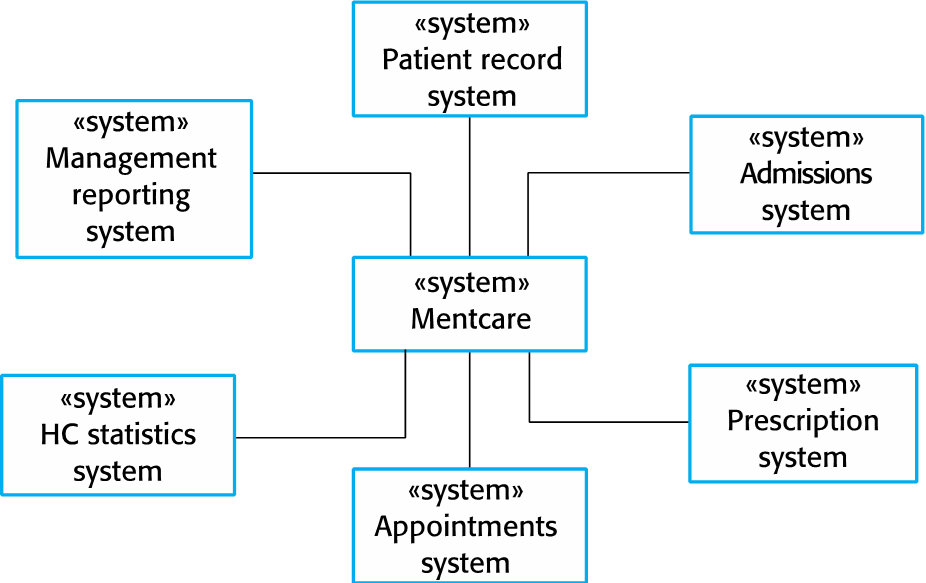 «system»
Patient record
system
«system»
Management
reporting
system
«system»
Admissions
system
«system»
Mentcare
«system»
HC statistics
system
«system»
Prescription
system
«system»
Appointments
system